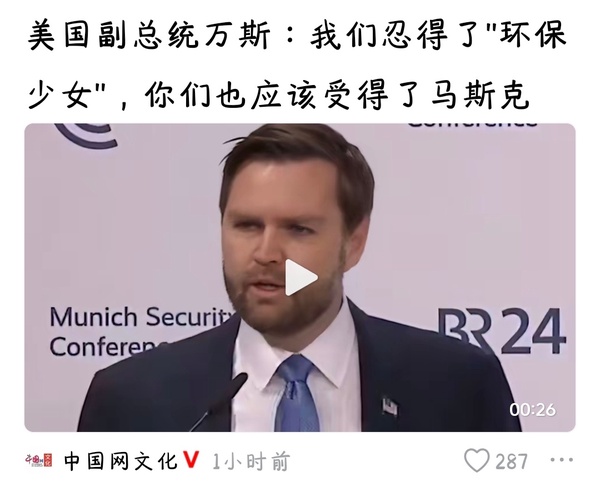 美国副总统万斯：我们忍得了"环保
少女"，你们也应该受得了马斯克
Conference
Munich Security
Conferenc
BR24
00:26
中国网文化 V 1小时前 287